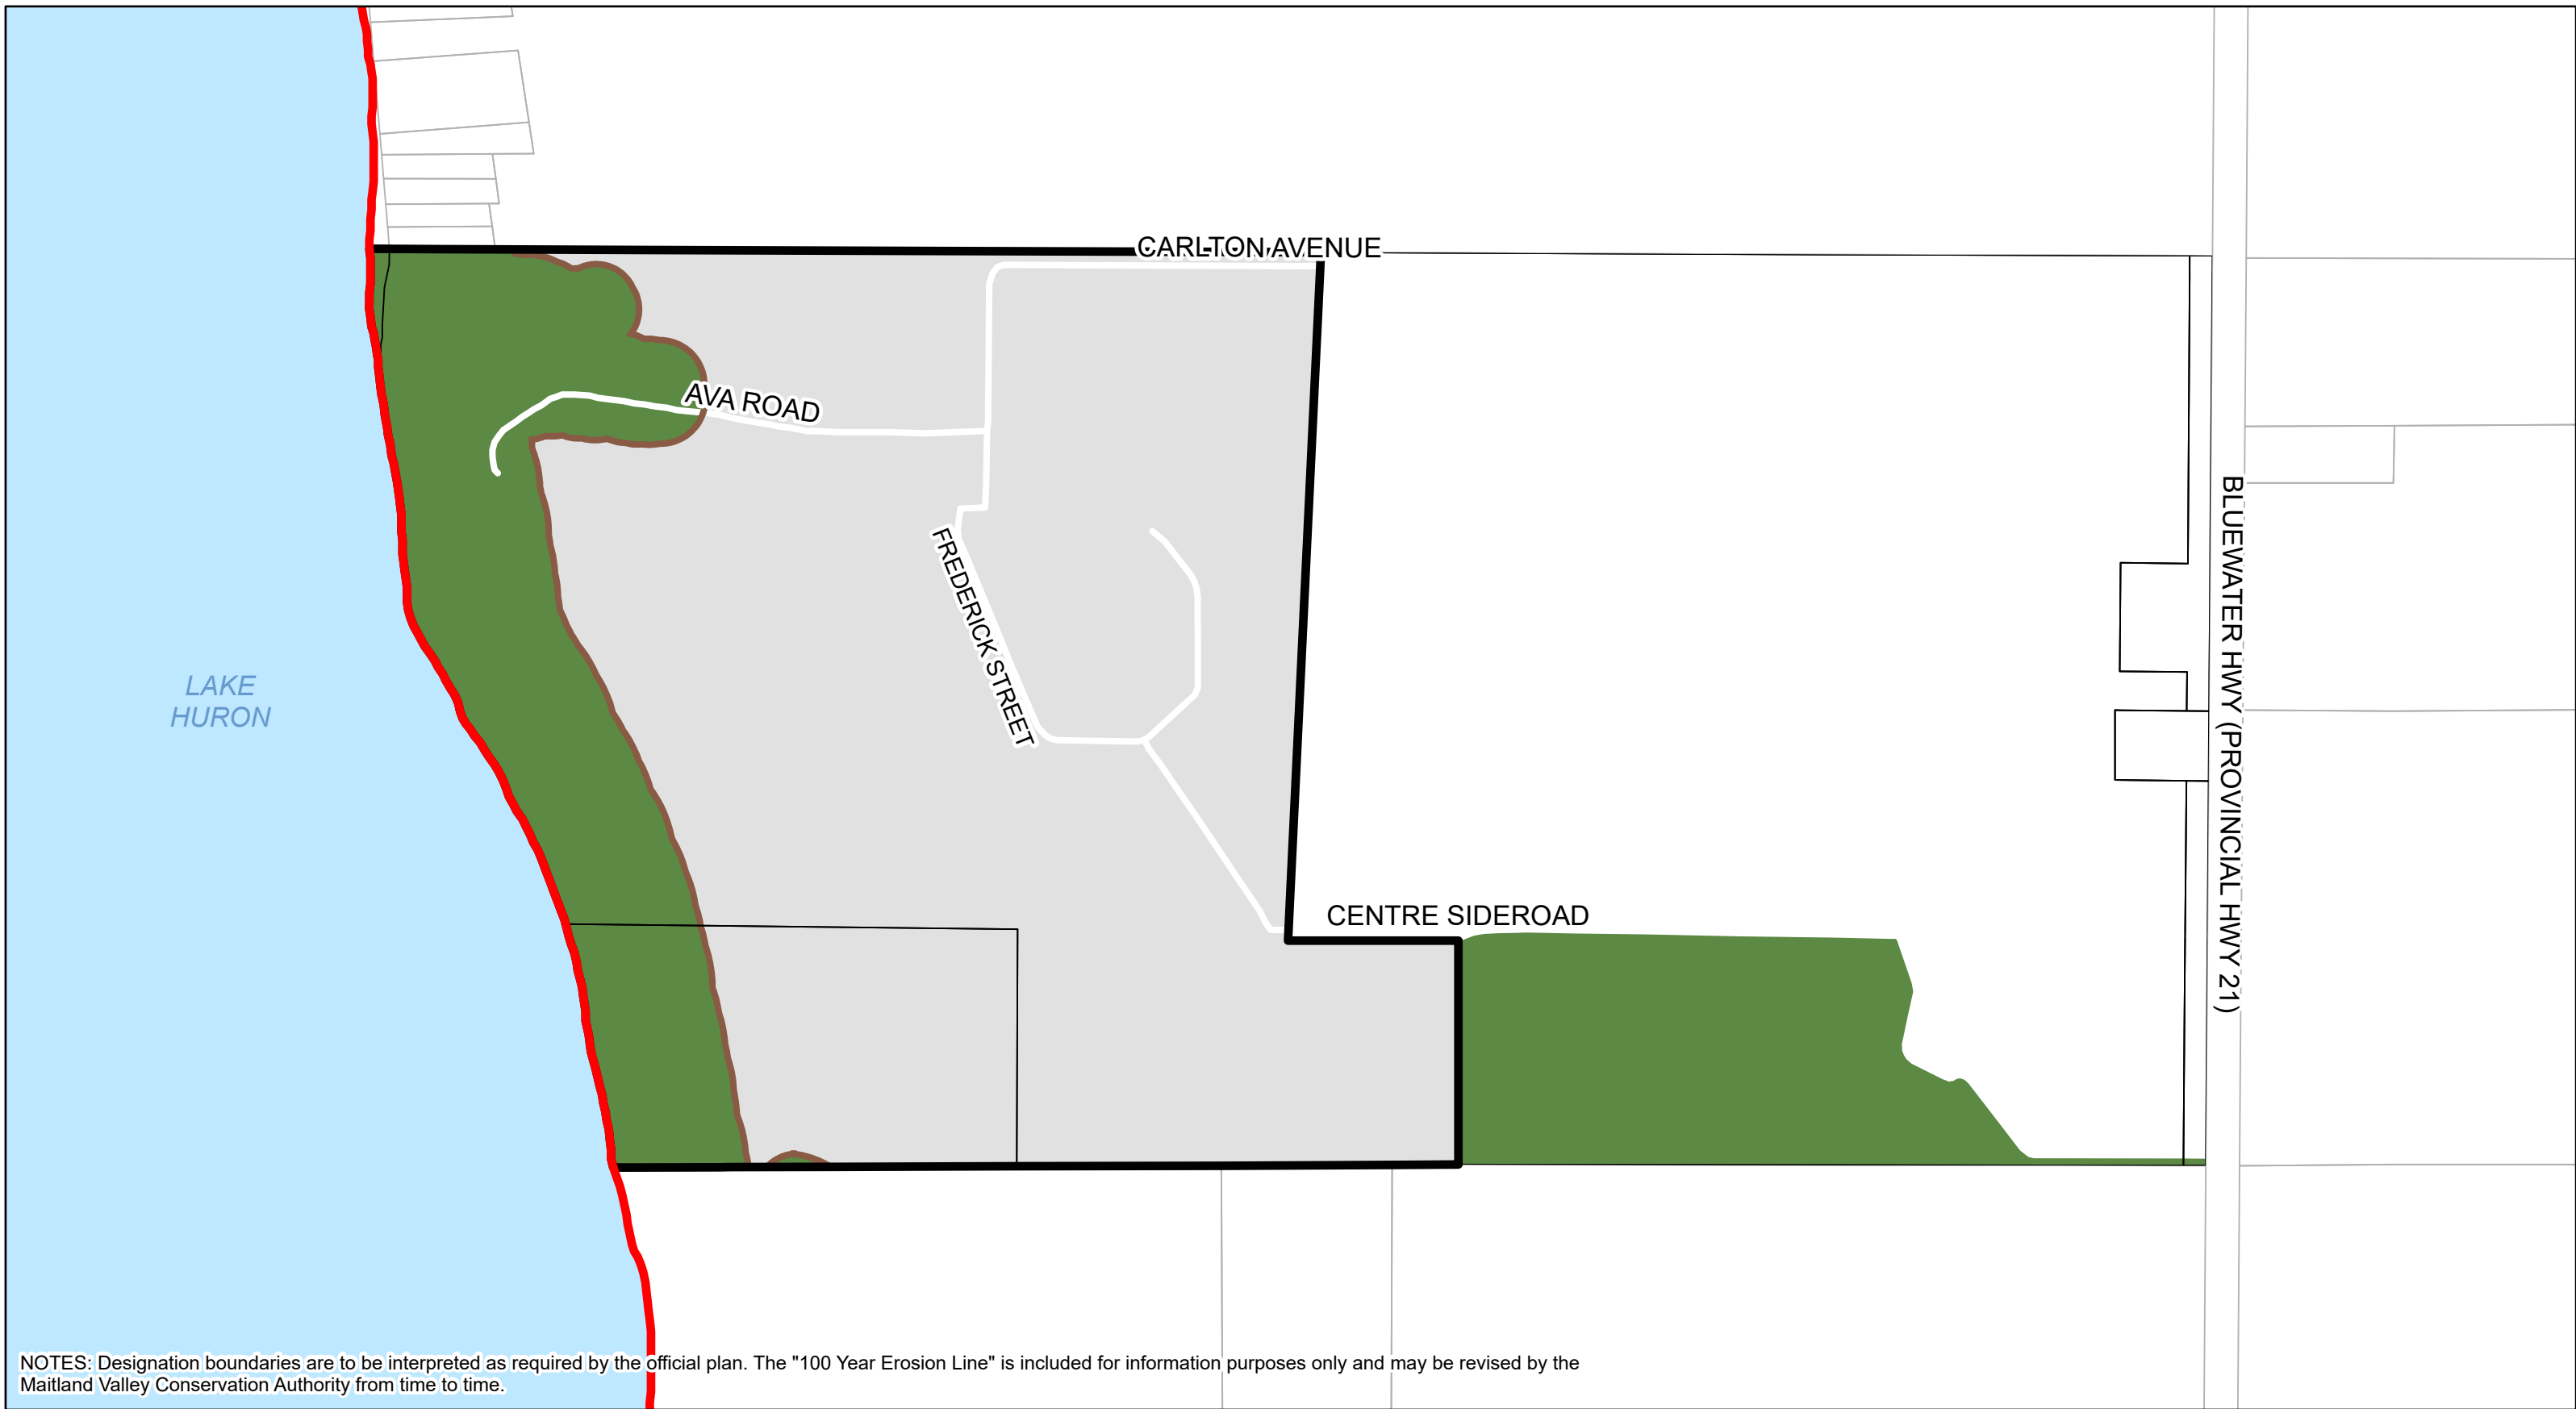 CARLTON AVENUE
AVA ROAD
FREDERICK STREET
BLUEWATER HWY (PROVINCIAL HWY 21)
LAKE
HURON
CENTRE SIDEROAD
NOTES: Designation boundaries are to be interpreted as required by the official plan. The "100 Year Erosion Line" is included for information purposes only and may be revised by the
Maitland Valley Conservation Authority from time to time.